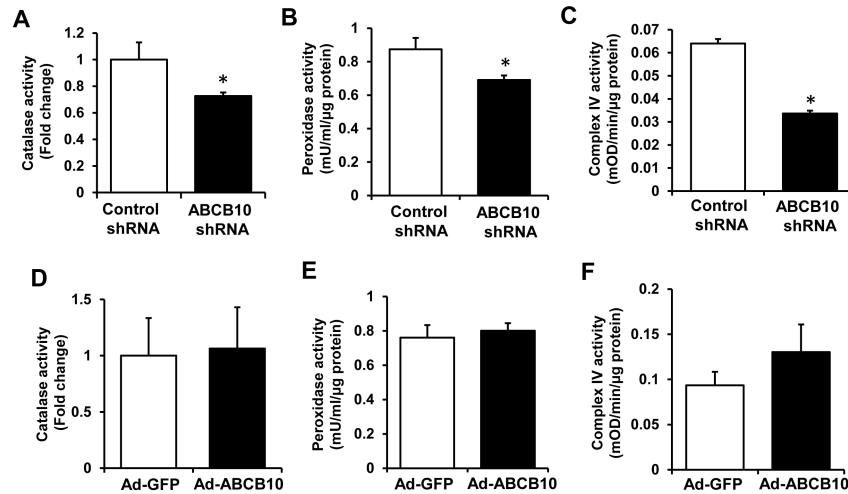 A
Catalase activity
(Fold change)
1.2
1
0.8
0.6
0.4
0.2
0
*
Control
shRNA
ABCB10
shRNA
B
Peroxidase activity
(mU/ml/µg protein)
1
0.8
0.6
0.4
0.2
0
*
Control
shRNA
ABCB10
shRNA
C
Complex IV activity
(mOD/min/µg protein)
0.07
0.06
0.05
0.04
0.03
0.02
0.01
0
*
Control
shRNA
ABCB10
shRNA
D
Catalase activity
(Fold change)
1.5
1
0.5
0
Ad-GFP Ad-ABCB10
E
Peroxidase activity
(mU/ml/µg protein)
1
0.8
0.6
0.4
0.2
0
Ad-GFP Ad-ABCB10
F
Complex IV activity
(mOD/min/µg protein)
0.2
0.15
0.1
0.05
0
Ad-GFP Ad-ABCB10